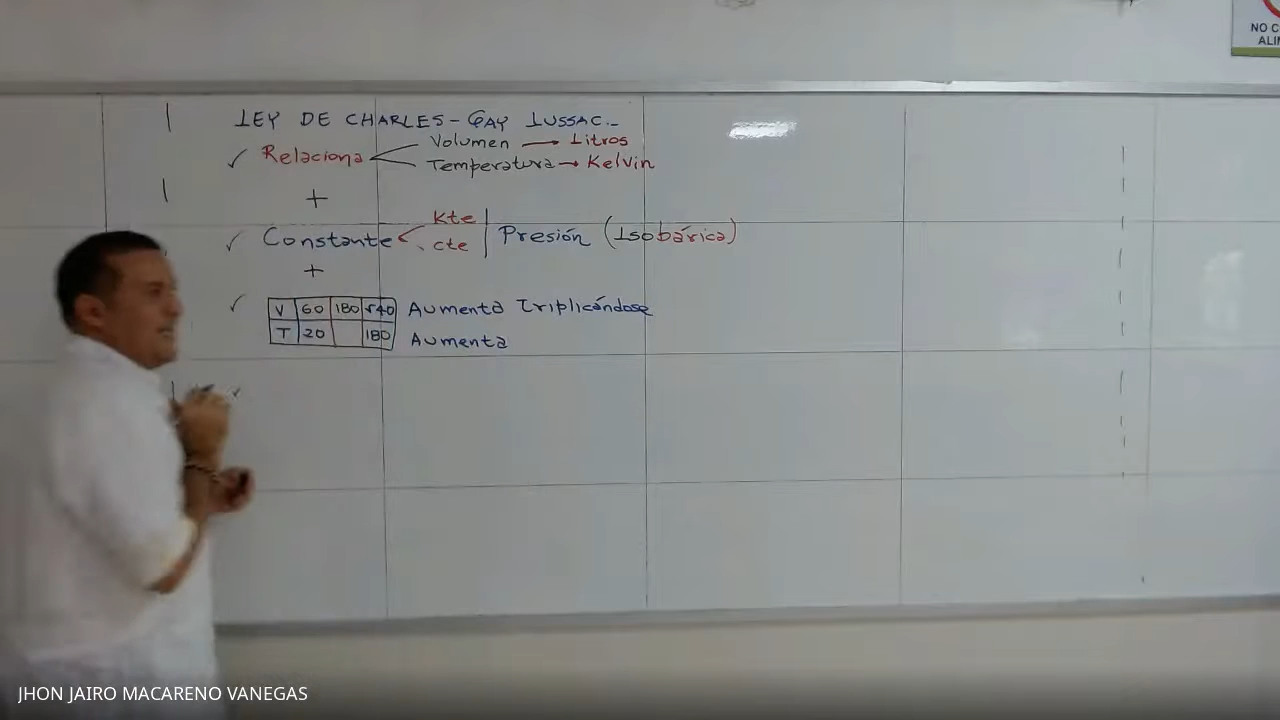 LEY DE CHARLES-GAY LUSSAC.-
✓ Relaciona
Volumen → Litros
Temperatura → Kelvin
+
✓ Constante
Kte
cte
Presión (Isobárica)
+
✓ V 60 180 540 Aumenta Triplicándose
T 20 180 Aumenta
JHON JAIRO MACARENO VANEGAS